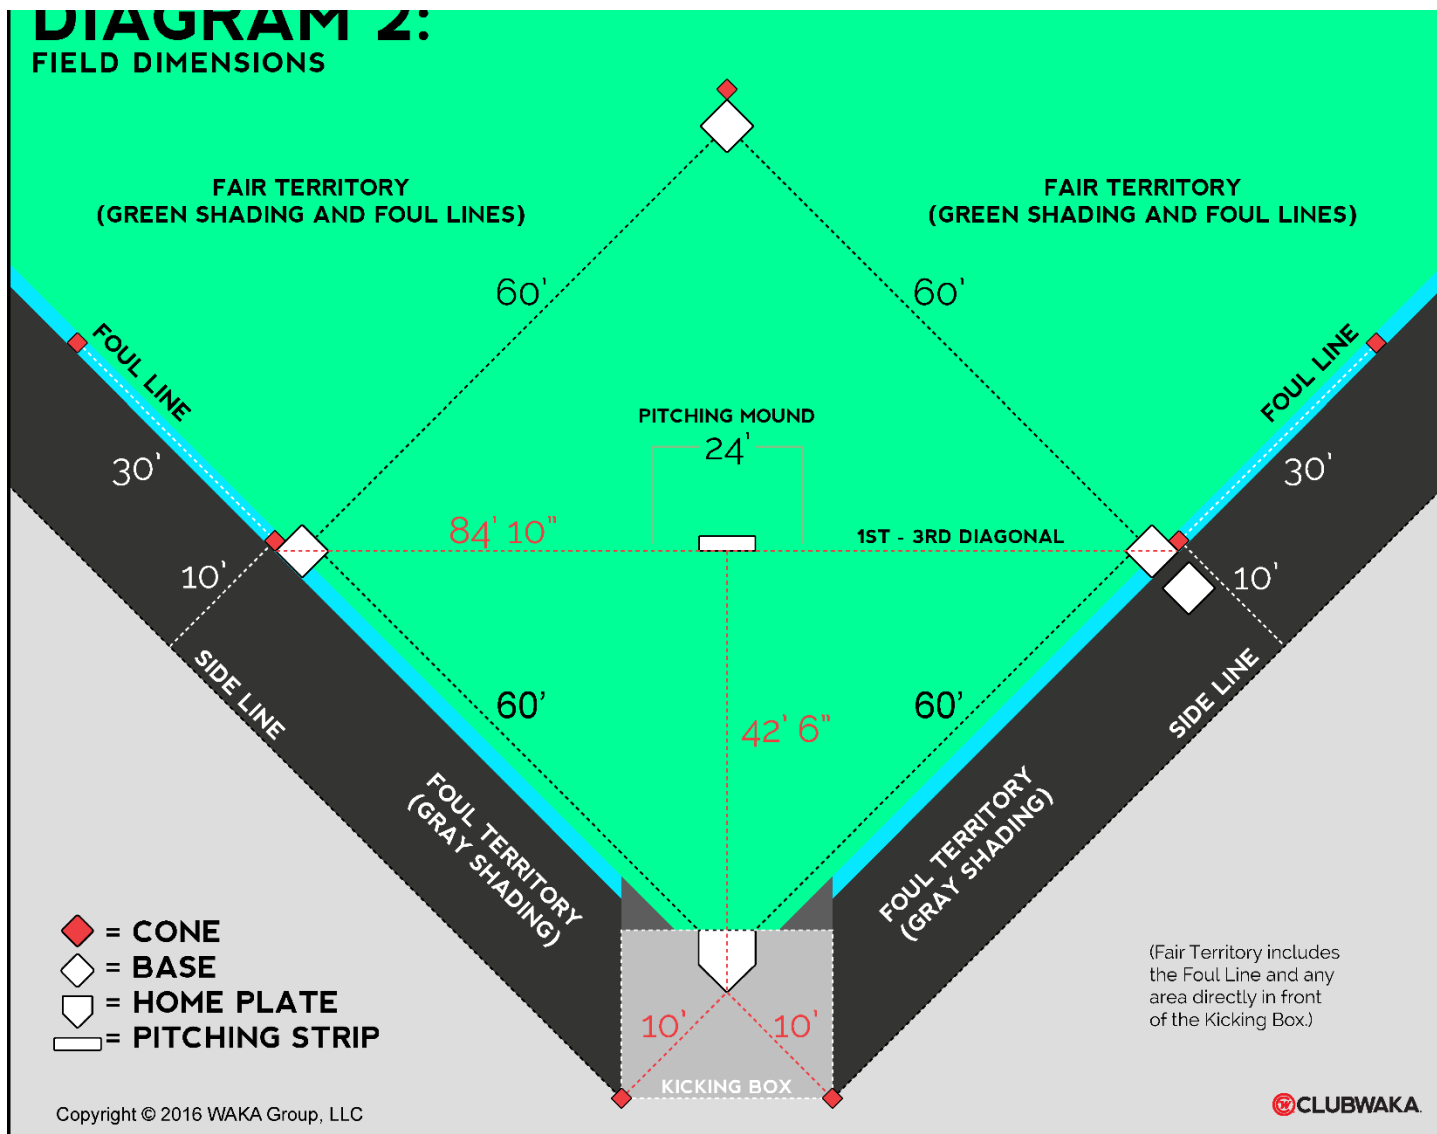 DIAGRAM 2:
FIELD DIMENSIONS
FAIR TERRITORY
(GREEN SHADING AND FOUL LINES)
FAIR TERRITORY
(GREEN SHADING AND FOUL LINES)
60'
60'
FOUL LINE
FOUL LINE
PITCHING MOUND
24'
30'
30'
84' 10"
1ST - 3RD DIAGONAL
10'
10'
SIDE LINE
SIDE LINE
60'
60'
42' 6"
FOUL TERRITORY
(GRAY SHADING)
FOUL TERRITORY
(GRAY SHADING)
= CONE
= BASE
= HOME PLATE
= PITCHING STRIP
(Fair Territory includes
the Foul Line and any
area directly in front
of the Kicking Box.)
10'
10'
KICKING BOX
Copyright © 2016 WAKA Group, LLC
CLUBWAKA